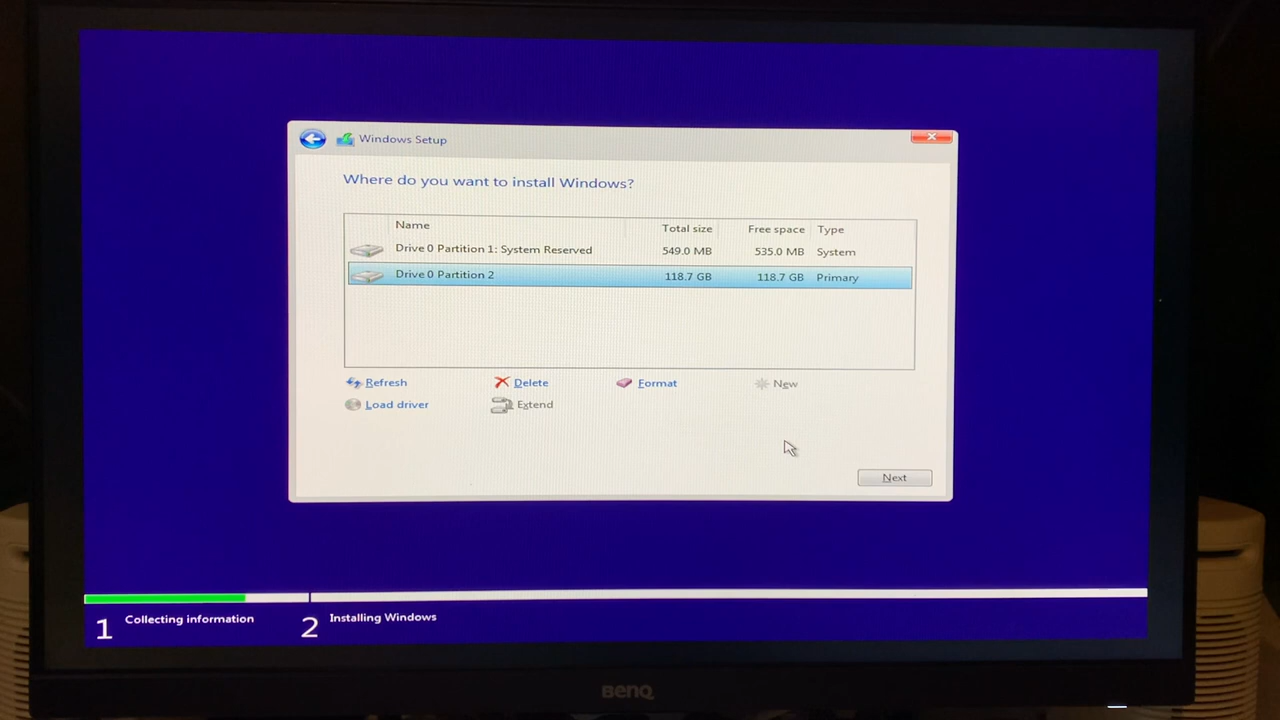 Windows Setup
Where do you want to install Windows?
Name Total size Free space Type
Drive 0 Partition 1: System Reserved 549.0 MB 535.0 MB System
Drive 0 Partition 2 118.7 GB 118.7 GB Primary
Refresh Delete Format New
Load driver Extend
Next
1 Collecting information 2 Installing Windows
BenQ